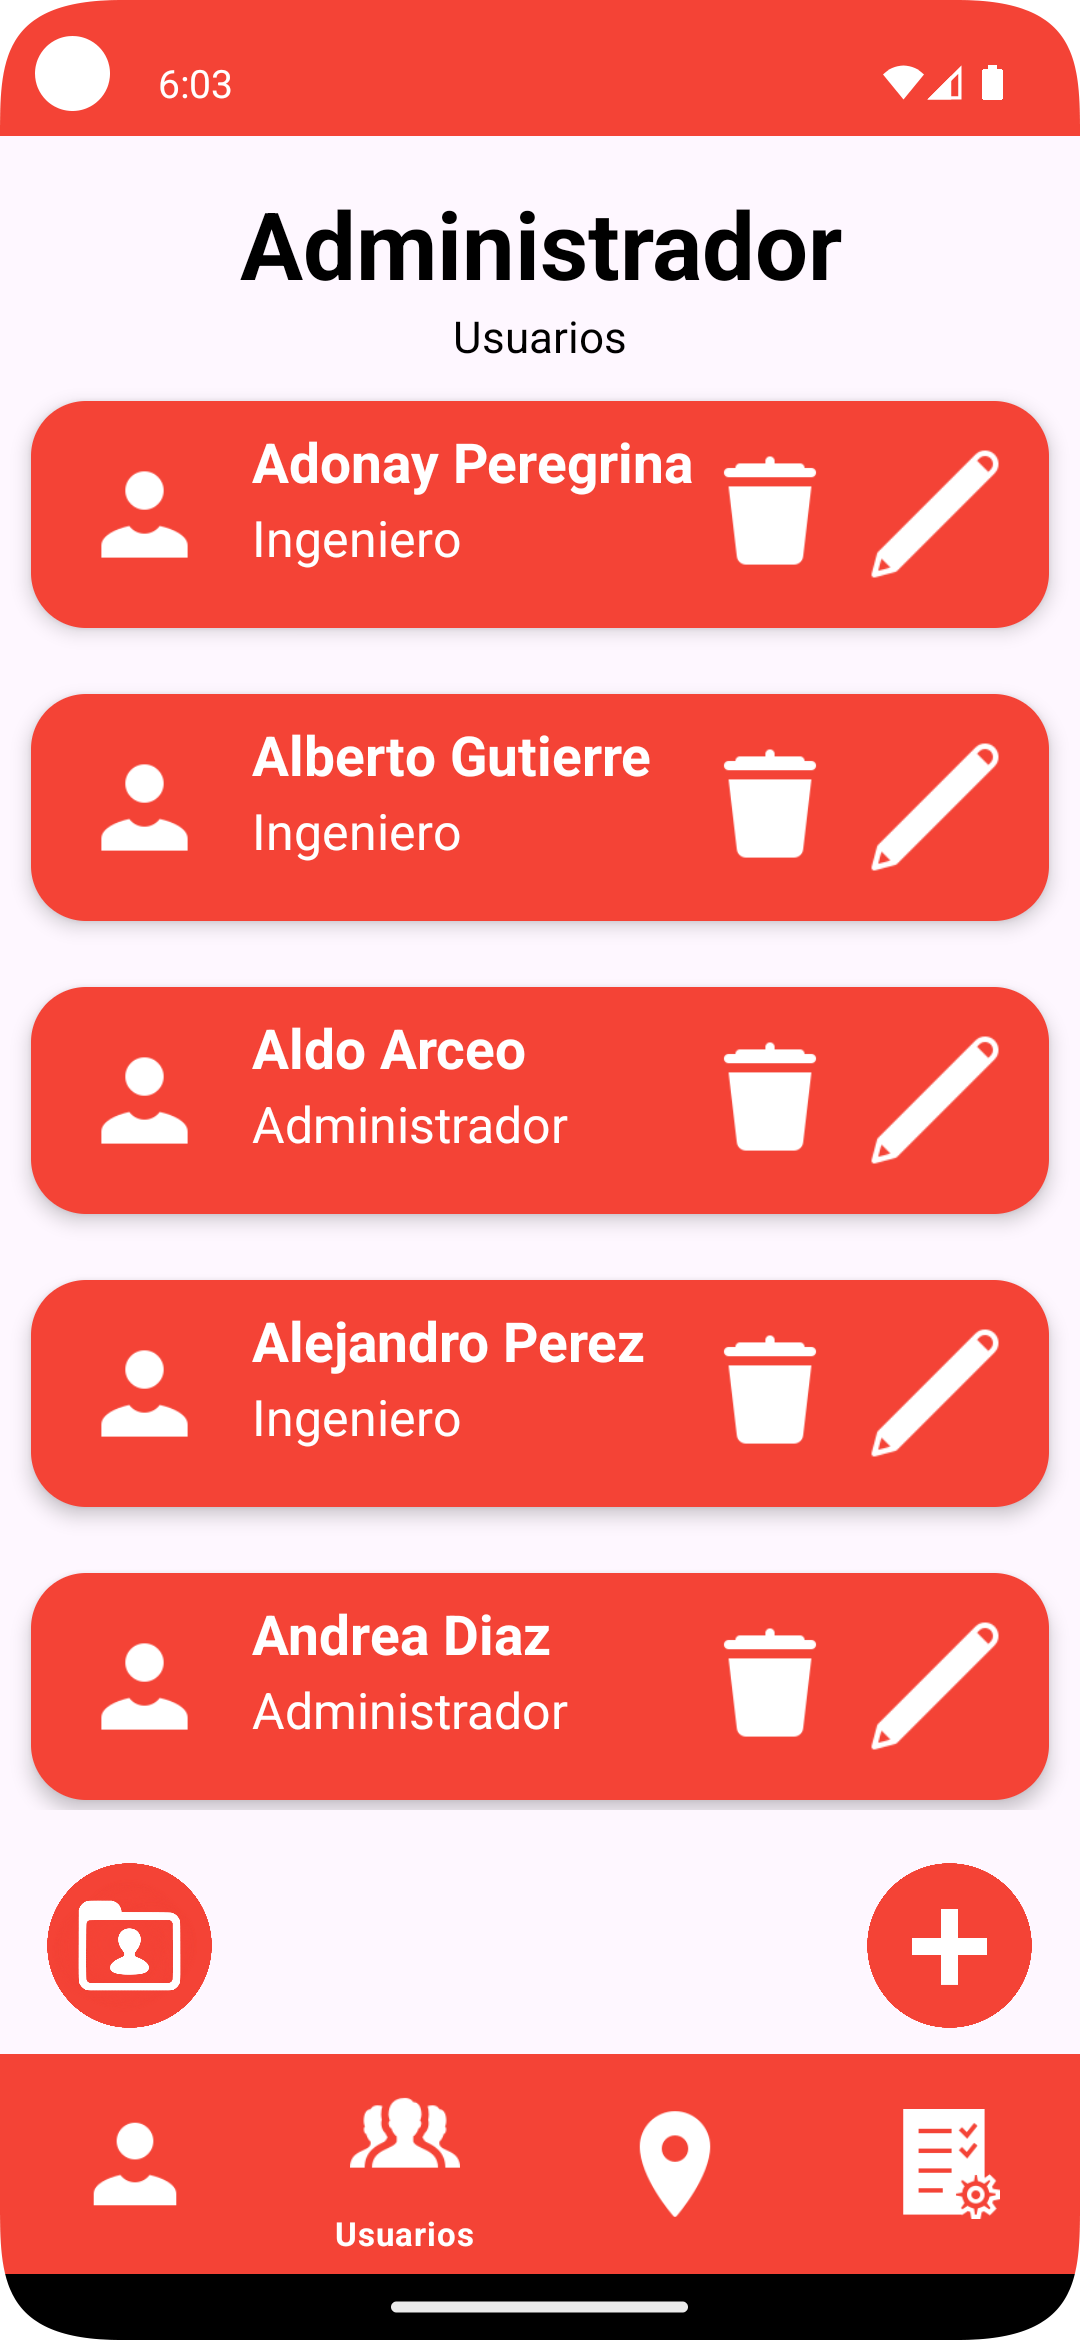 6:03
Administrador
Usuarios
Adonay Peregrina
Ingeniero
Alberto Gutierre
Ingeniero
Aldo Arceo
Administrador
Alejandro Perez
Ingeniero
Andrea Diaz
Administrador
Usuarios